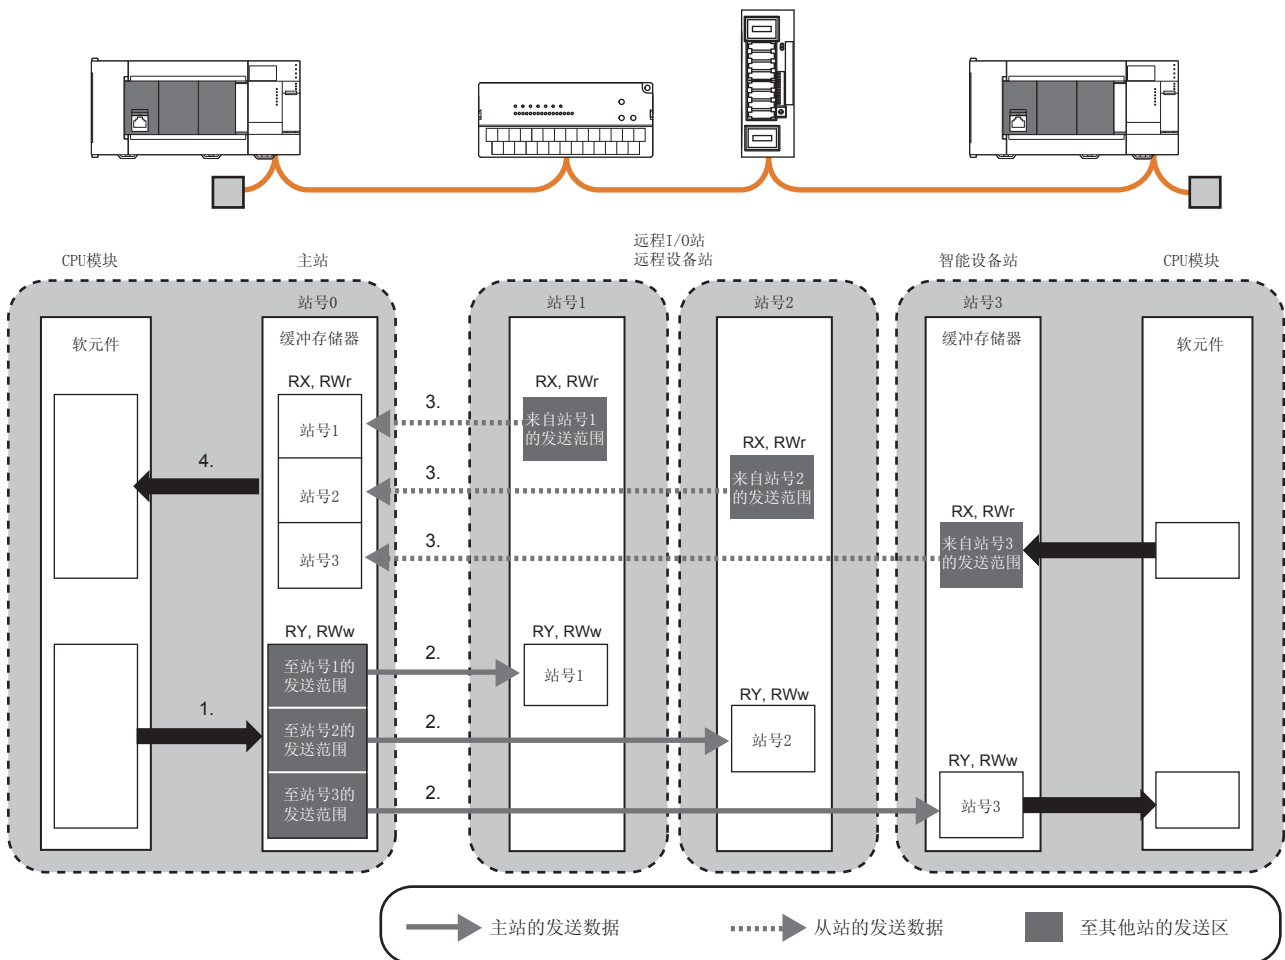 远程I/O站
远程设备站
CPU模块
主站
智能设备站
CPU模块
站号0
站号1
站号2
站号3
软元件
缓冲存储器
缓冲存储器
软元件
RX, RWr
站号1
站号2
站号3
3.
3.
3.
4.
RX, RWr
来自站号1
的发送范围
RX, RWr
来自站号2
的发送范围
RX, RWr
来自站号3
的发送范围
RY, RWw
至站号1的
发送范围
至站号2的
发送范围
至站号3的
发送范围
1.
2.
2.
2.
RY, RWw
站号1
RY, RWw
站号2
RY, RWw
站号3
主站的发送数据
从站的发送数据
至其他站的发送区